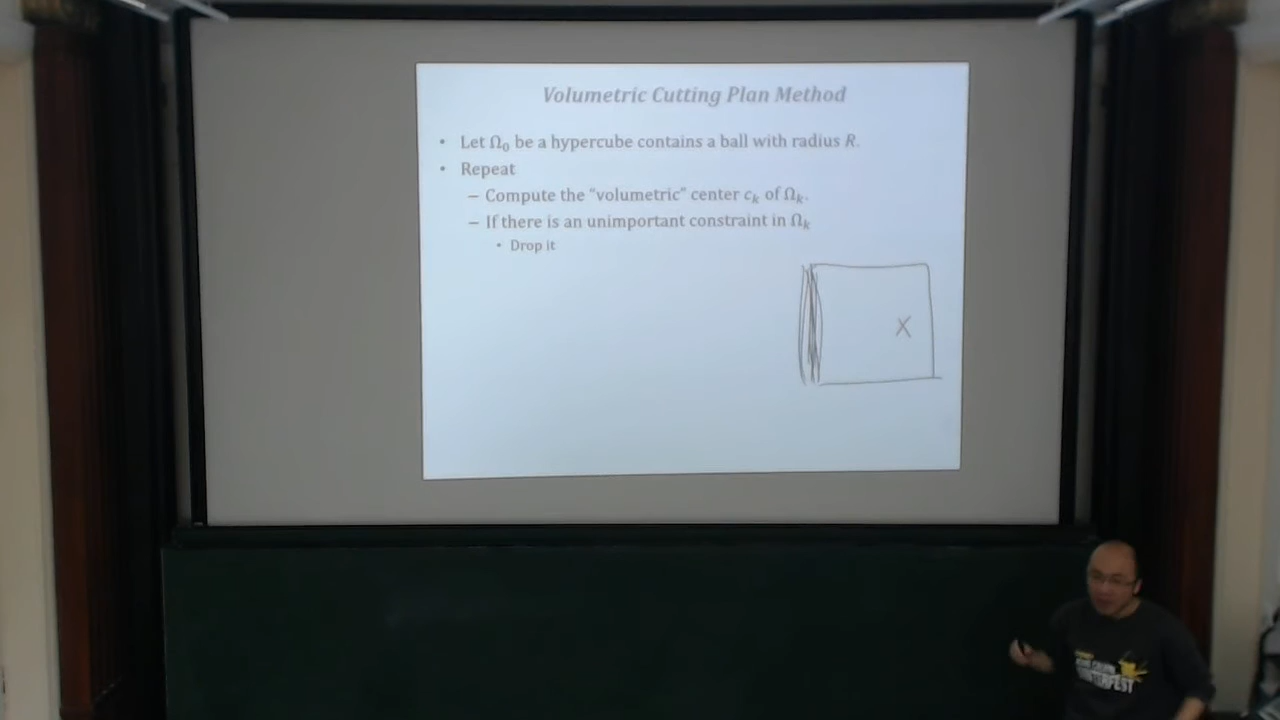 Volumetric Cutting Plan Method
• Let Ω₀ be a hypercube contains a ball with radius R.
• Repeat
– Compute the “volumetric” center cₖ of Ωₖ.
– If there is an unimportant constraint in Ωₖ
• Drop it
X